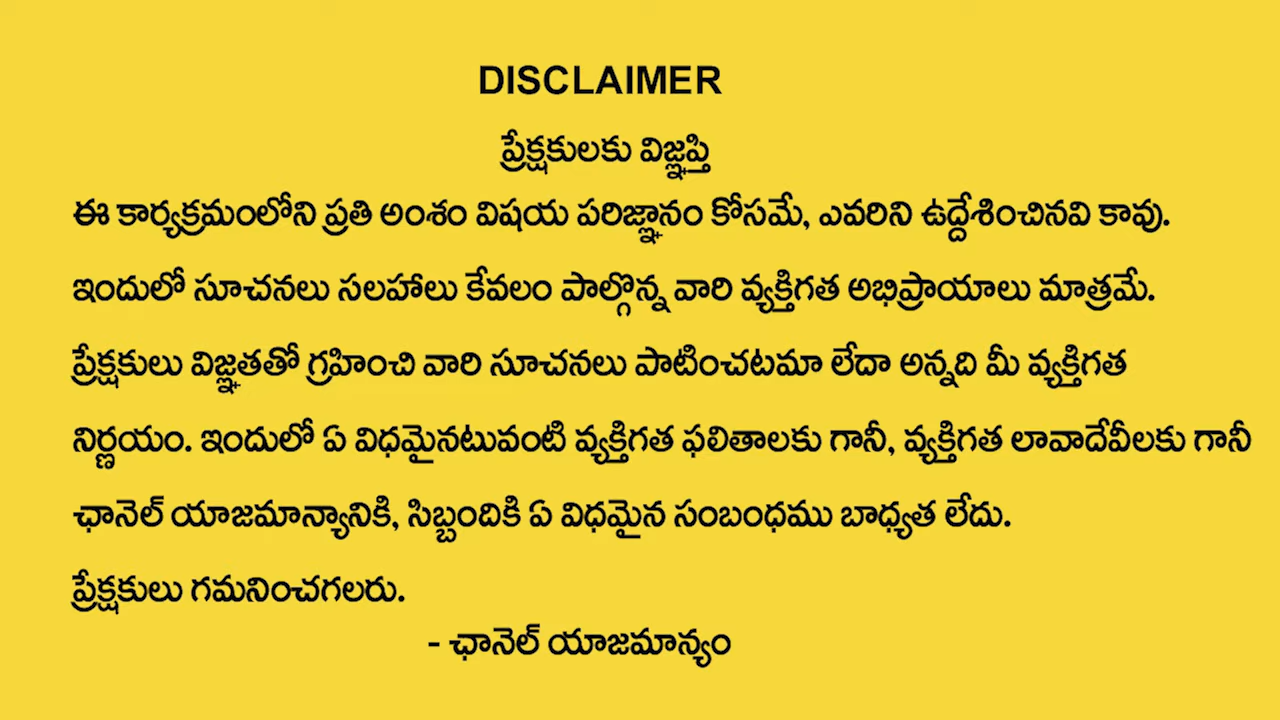 DISCLAIMER
ప్రేక్షకులకు విజ్ఞప్తి
ఈ కార్యక్రమంలోని ప్రతి అంశం విషయ పరిజ్ఞానం కోసమే, ఎవరిని ఉద్దేశించినవి కావు.
ఇందులో సూచనలు సలహాలు కేవలం పాల్గొన్న వారి వ్యక్తిగత అభిప్రాయాలు మాత్రమే.
ప్రేక్షకులు విజ్ఞతతో గ్రహించి వారి సూచనలు పాటించటమా లేదా అన్నది మీ వ్యక్తిగత
నిర్ణయం. ఇందులో ఏ విధమైనటువంటి వ్యక్తిగత ఫలితాలకు గానీ, వ్యక్తిగత లావాదేవీలకు గానీ
ఛానెల్ యాజమాన్యానికి, సిబ్బందికి ఏ విధమైన సంబంధము బాధ్యత లేదు.
ప్రేక్షకులు గమనించగలరు.
- ఛానెల్ యాజమాన్యం